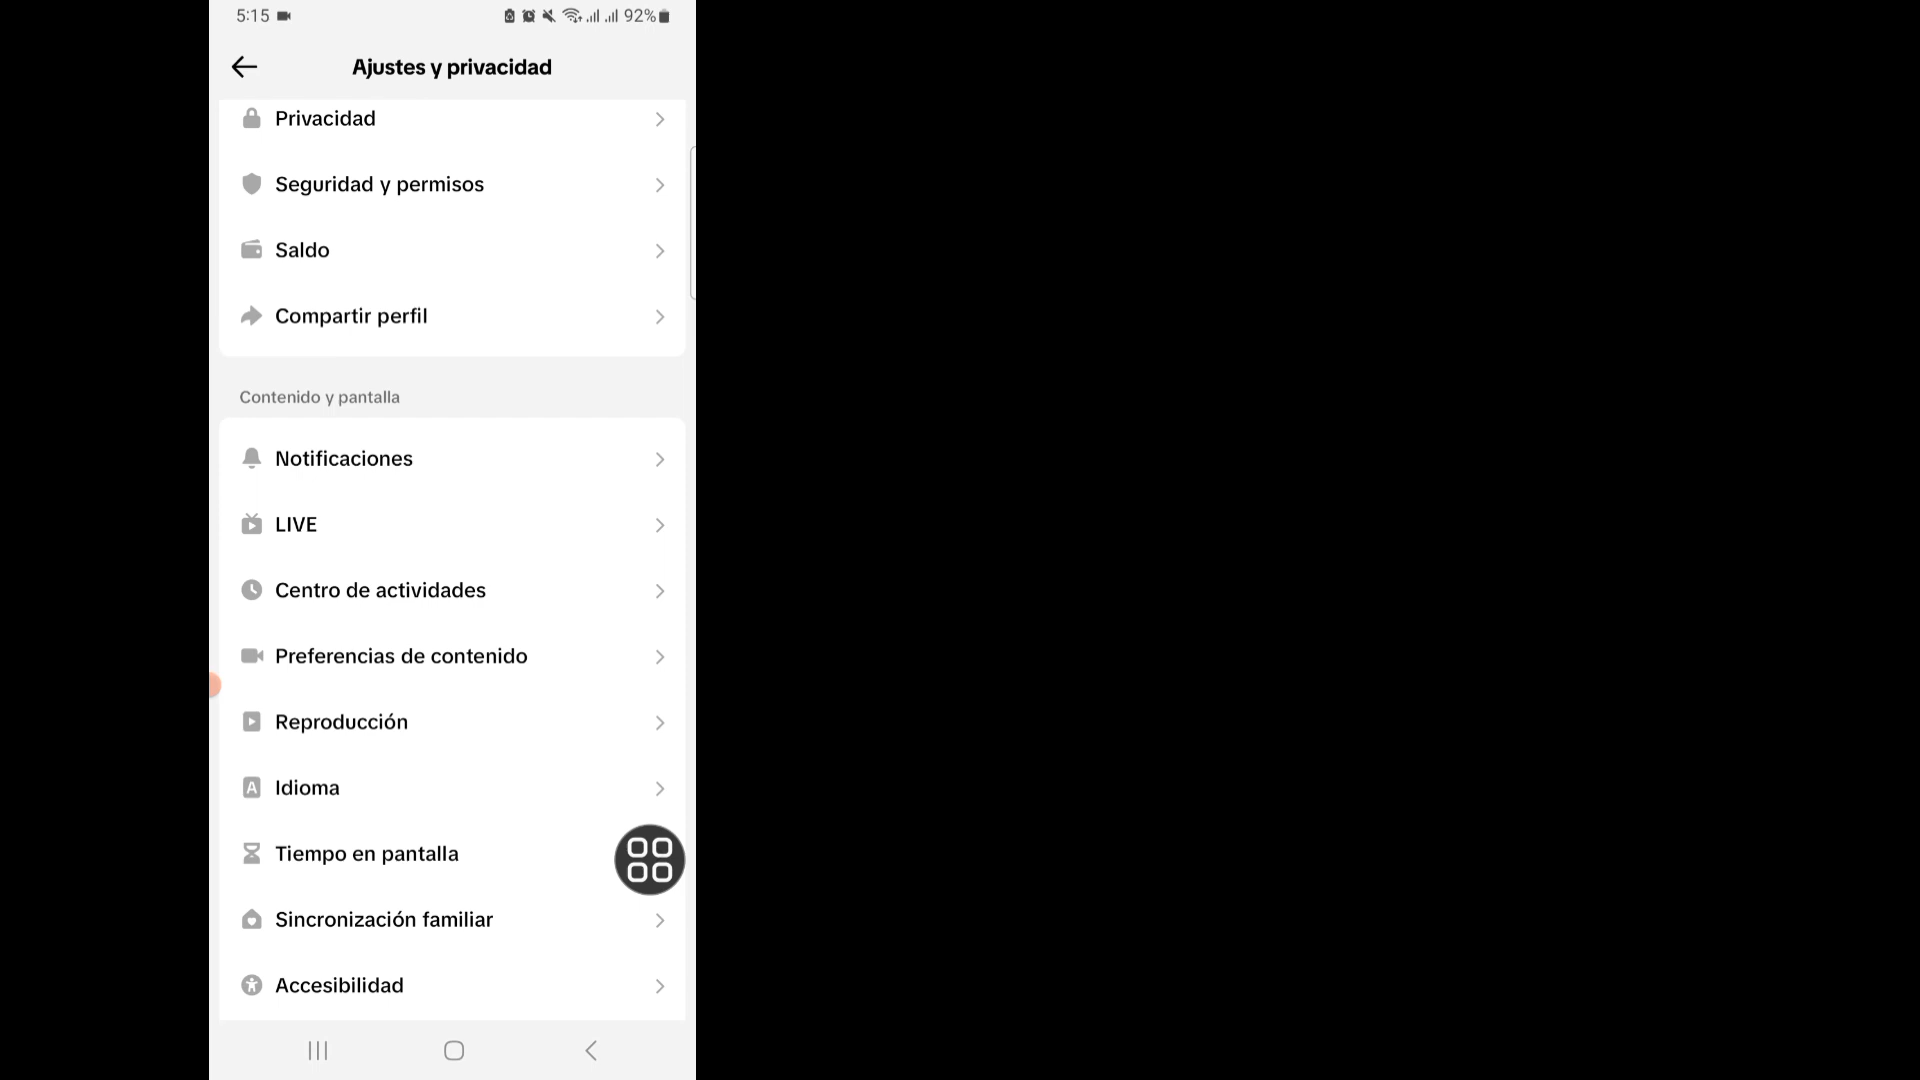 5:15 92%
Ajustes y privacidad
Privacidad
Seguridad y permisos
Saldo
Compartir perfil
Contenido y pantalla
Notificaciones
LIVE
Centro de actividades
Preferencias de contenido
Reproducción
A Idioma
Tiempo en pantalla
Sincronización familiar
Accesibilidad